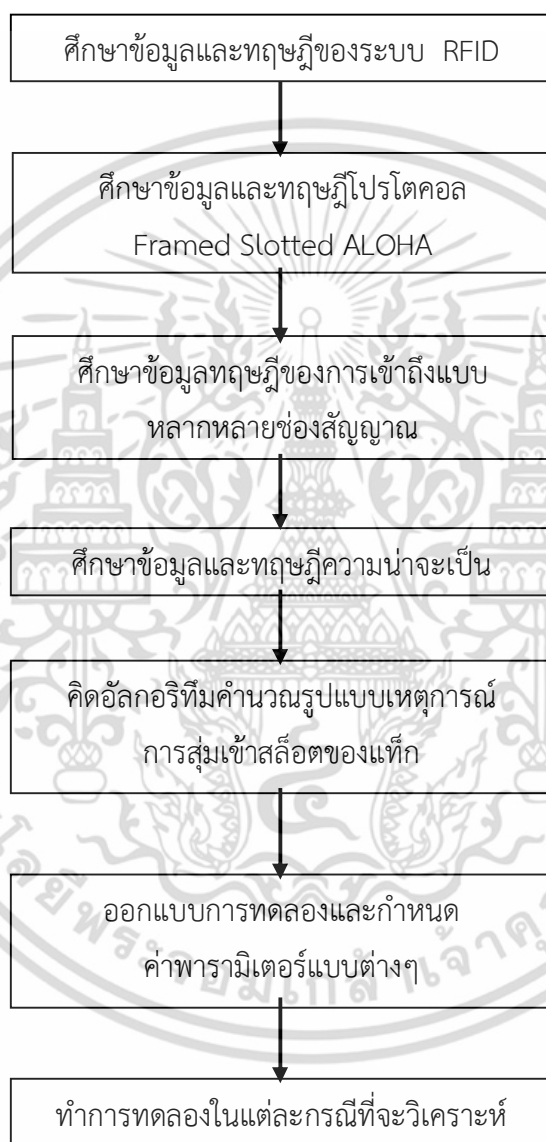 ศึกษาข้อมูลและทฤษฎีของระบบ RFID
ศึกษาข้อมูลและทฤษฎีโปรโตคอล
Framed Slotted ALOHA
ศึกษาข้อมูลทฤษฎีของการเข้าถึงแบบ
หลากหลายช่องสัญญาณ
ศึกษาข้อมูลและทฤษฎีความน่าจะเป็น
คิดอัลกอริทึมคำนวณรูปแบบเหตุการณ์
การสุ่มเข้าสล็อตของแท็ก
ออกแบบการทดลองและกำหนด
ค่าพารามิเตอร์แบบต่างๆ
ทำการทดลองในแต่ละกรณีที่จะวิเคราะห์